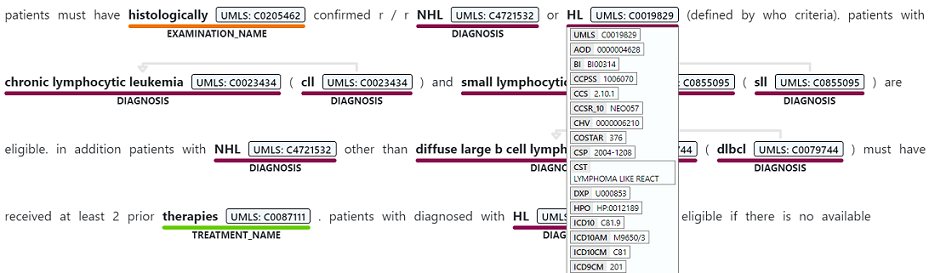 patients must have histologically UMLS: C0205462 confirmed r / r NHL UMLS: C4721532 or HL UMLS: C0019829 (defined by who criteria). patients with
EXAMINATION_NAME DIAGNOSIS
UMLS C0019829
AOD 0000004628
BI BI00314
CCPSS 1006070
chronic lymphocytic leukemia UMLS: C0023434 ( cll UMLS: C0023434 ) and small lymphocytic UMLS: C0855095 ( sll UMLS: C0855095 ) are
DIAGNOSIS DIAGNOSIS DIAGNOSIS
CCS 2.10.1
CCSR_10 NEO057
CHV 0000006210
COSTAR 376
eligible. in addition patients with NHL UMLS: C4721532 other than diffuse large b cell lymph 744 ( dlbcl UMLS: C0079744 ) must have
DIAGNOSIS DIAGN DIAGNOSIS
CSP 2004-1208
CST
LYMPHOMA LIKE REACT
DXP U000853
HPO HP:0012189
received at least 2 prior therapies UMLS: C0087111 . patients with diagnosed with HL UMLS eligible if there is no available
TREATMENT_NAME DIAG
ICD10 C81.9
ICD10AM M9650/3
ICD10CM C81
ICD9CM 201